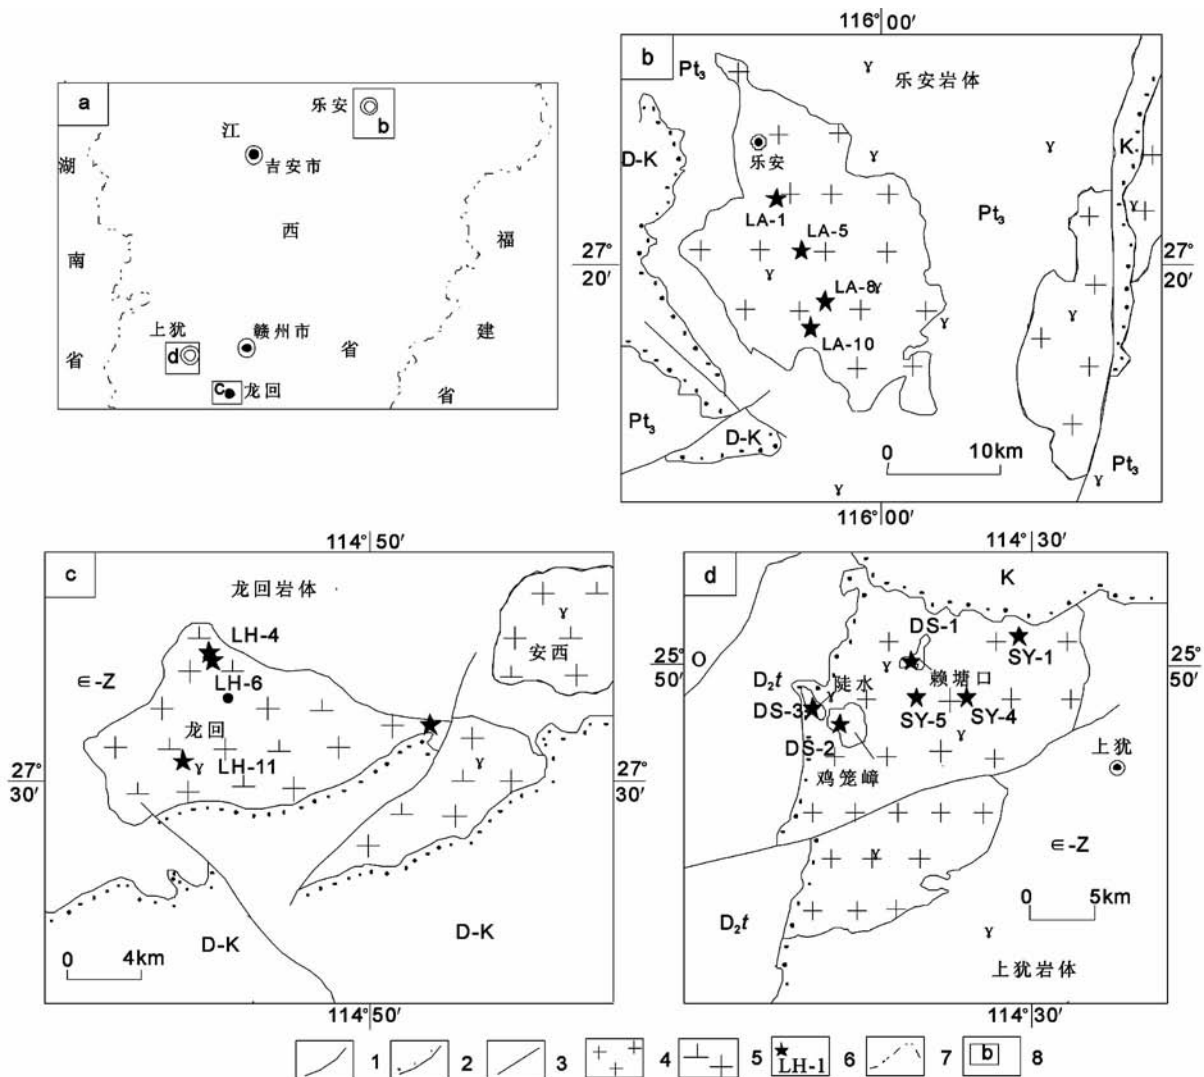 a
乐安
b
江
吉安市
湖
南
省
西
福
建
省
上犹
d
赣州市
省
c
龙回
116° 00′
b
Pt₃
γ
乐安岩体
D-K
乐安
K
γ
γ
γ
LA-1
LA-5
Pt₃
27°
20′
27°
20′
γ
LA-8
γ
γ
γ
LA-10
Pt₃
D-K
0 10km
γ
γ
Pt₃
116° 00′
114° 50′
c
龙回岩体
LH-4
γ
安西
∈-Z
LH-6
龙回
γ
LH-11
γ
27°
30′
D-K
D-K
0 4km
114° 50′
114° 30′
d
K
DS-1
SY-1
25°
50′
O
25°
50′
γ
D₂t
陡水
赖塘口
γ
DS-3
SY-5
SY-4
DS-2
γ
上犹
鸡笼嶂
γ
∈-Z
0 5km
D₂t
γ
上犹岩体
114° 30′
1
2
3
4
5
LH-1
6
7
b
8